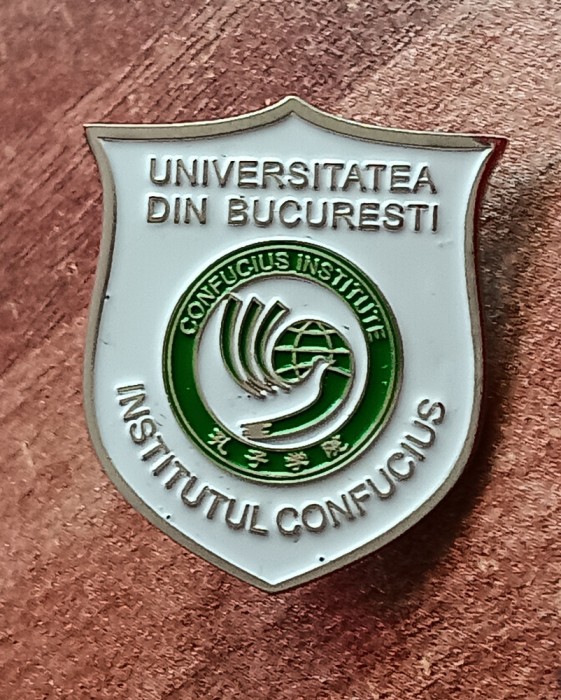 UNIVERSITATEA
DIN BUCURESTI
CONFUCIUS INSTITUTE
孔子学院
INSTITUTUL CONFUCIUS